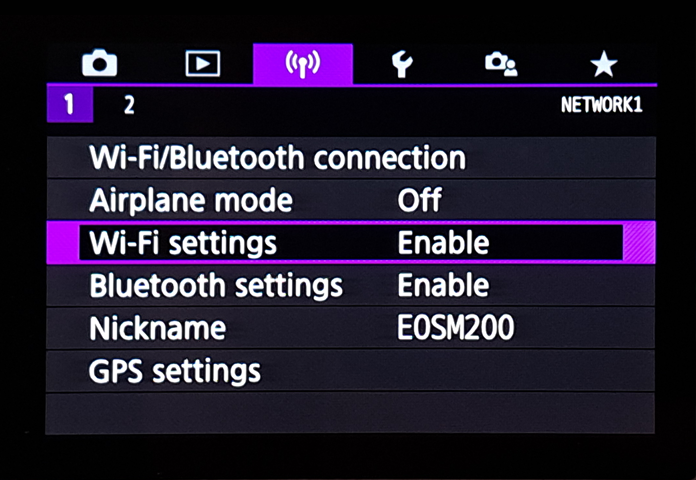 1 2 NETWORK1
Wi-Fi/Bluetooth connection
Airplane mode Off
Wi-Fi settings Enable
Bluetooth settings Enable
Nickname EOSM200
GPS settings